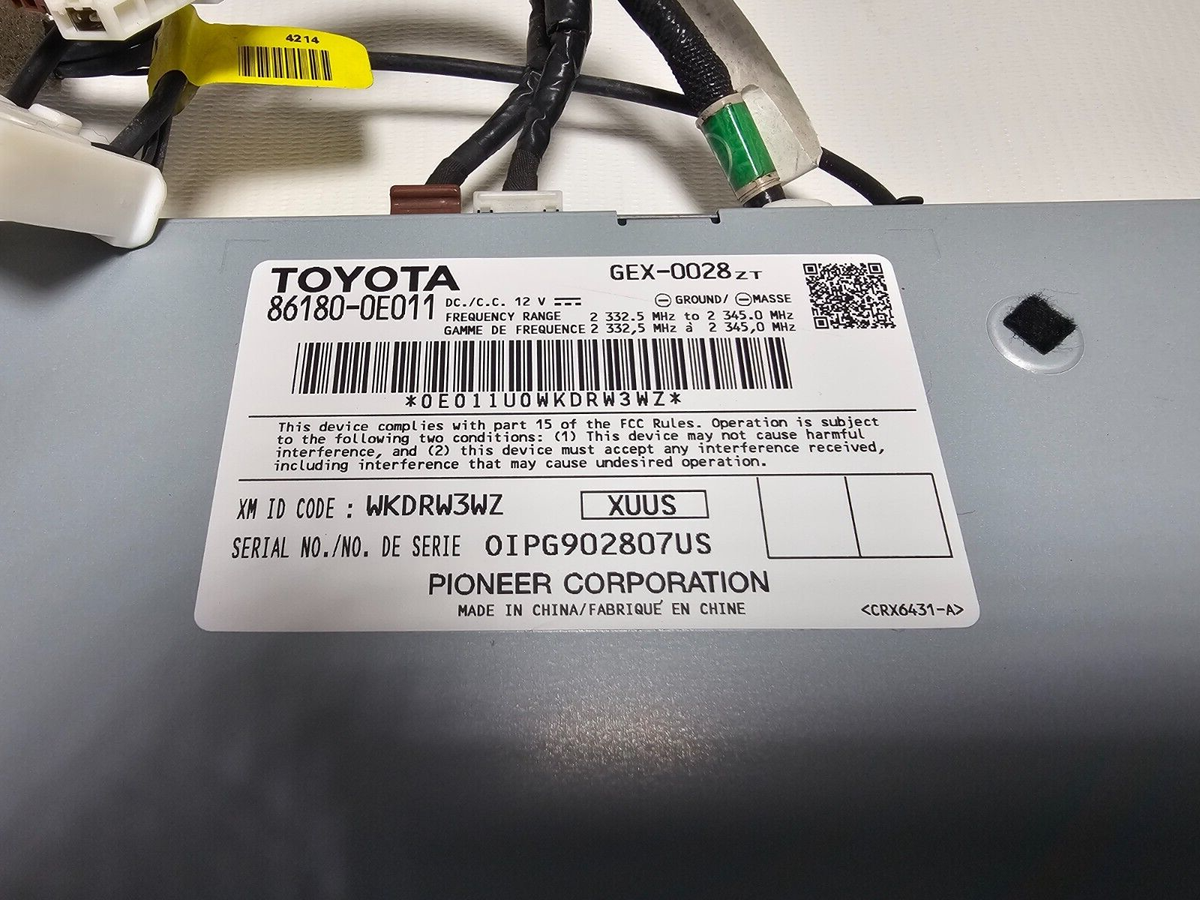 4214
TOYOTA
GEX-0028ZT
86180-0E011
DC./C.C. 12 V
GROUND/ MASSE
FREQUENCY RANGE 2 332.5 MHz to 2 345.0 MHz
GAMME DE FREQUENCE 2 332,5 MHz à 2 345,0 MHz
*0E011U0WKDRW3WZ*
This device complies with part 15 of the FCC Rules. Operation is subject
to the following two conditions: (1) This device may not cause harmful
interference, and (2) this device must accept any interference received,
including interference that may cause undesired operation.
XM ID CODE : WKDRW3WZ
XUUS
SERIAL NO./NO. DE SERIE OIPG902807US
PIONEER CORPORATION
MADE IN CHINA/FABRIQUÉ EN CHINE
<CRX6431-A>